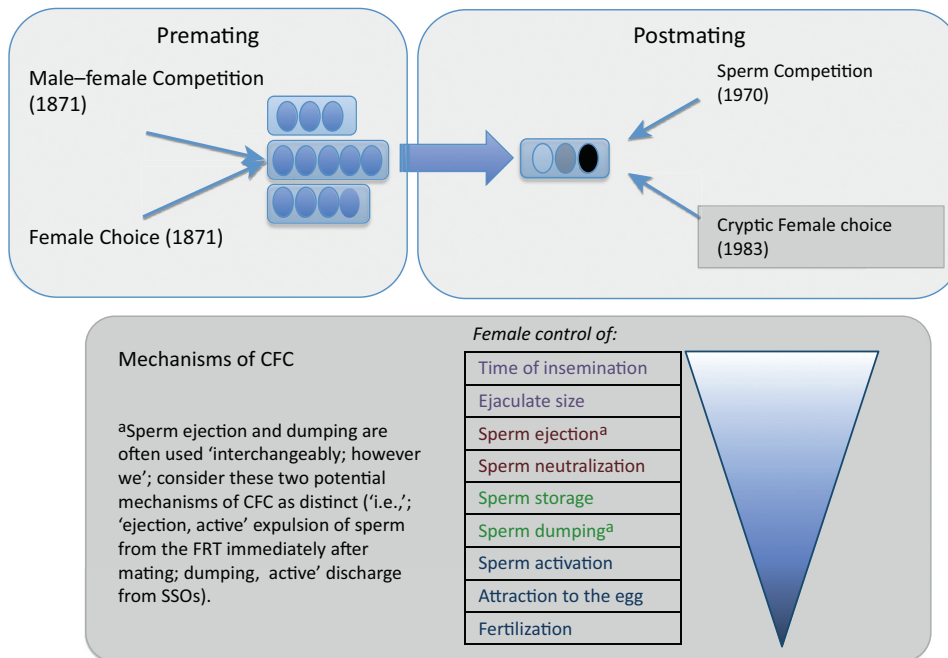 Premating
Male–female Competition
(1871)
Female Choice (1871)
Postmating
Sperm Competition
(1970)
Cryptic Female choice
(1983)
Mechanisms of CFC
aSperm ejection and dumping are
often used ‘interchangeably; however
we’; consider these two potential
mechanisms of CFC as distinct (‘i.e.,’;
‘ejection, active’ expulsion of sperm
from the FRT immediately after
mating; dumping, active’ discharge
from SSOs).
Female control of:
Time of insemination
Ejaculate size
Sperm ejectiona
Sperm neutralization
Sperm storage
Sperm dumpinga
Sperm activation
Attraction to the egg
Fertilization